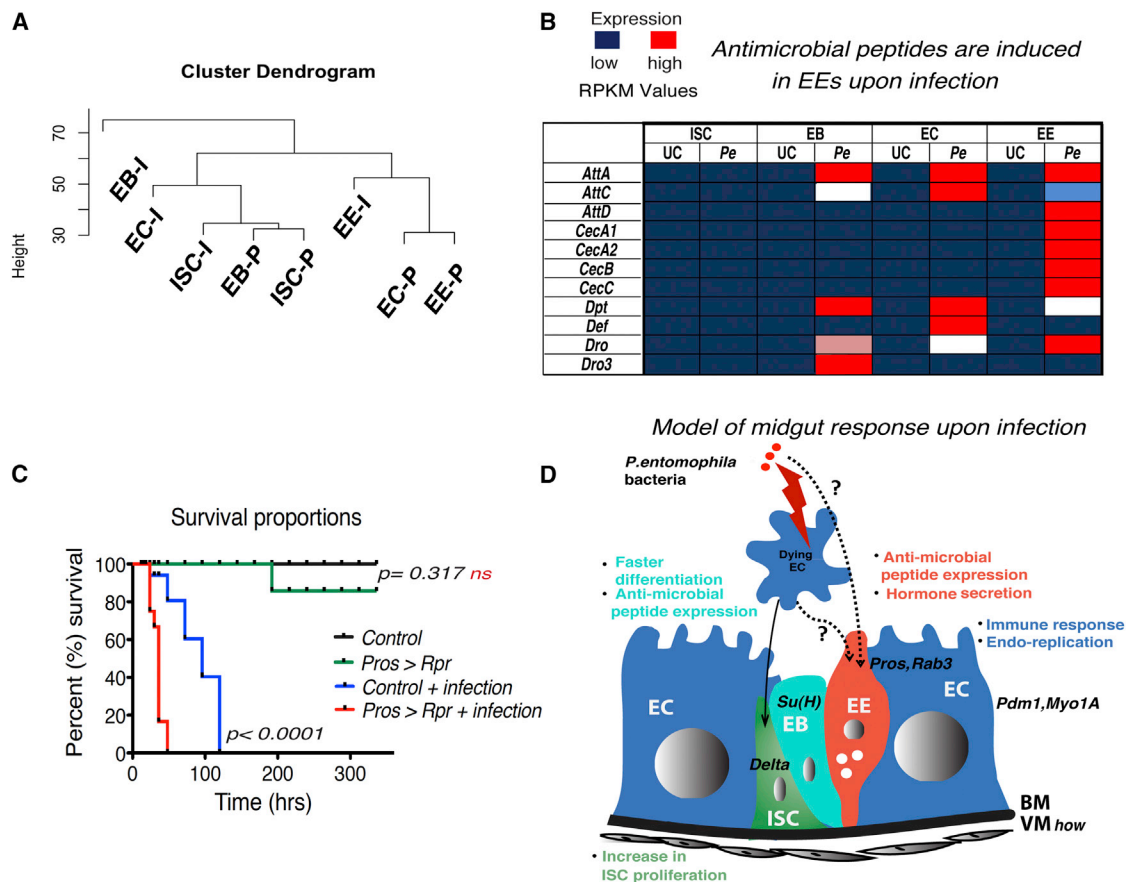 A
Cluster Dendrogram
Height
70
50
30
EB-I
EC-I
ISC-I
EB-P
ISC-P
EE-I
EC-P
EE-P
B
Expression
low high
RPKM Values
Antimicrobial peptides are induced
in EEs upon infection
ISC EB EC EE
UC Pe UC Pe UC Pe UC Pe
AttA
AttC
AttD
CecA1
CecA2
CecB
CecC
Dpt
Def
Dro
Dro3
C
Survival proportions
Percent (%) survival
100
80
60
40
20
0
0 100 200 300
Time (hrs)
p= 0.317 ns
Control
Pros > Rpr
Control + infection
Pros > Rpr + infection
p< 0.0001
Model of midgut response upon infection
D
P.entomophila
bacteria
?
Dying
EC
?
• Faster
differentiation
• Anti-microbial
peptide expression
• Anti-microbial
peptide expression
• Hormone secretion
• Immune response
• Endo-replication
Pros,Rab3
EC
Su(H)
EB
EE
EC
Pdm1,Myo1A
Delta
ISC
BM
VM how
• Increase in
ISC proliferation